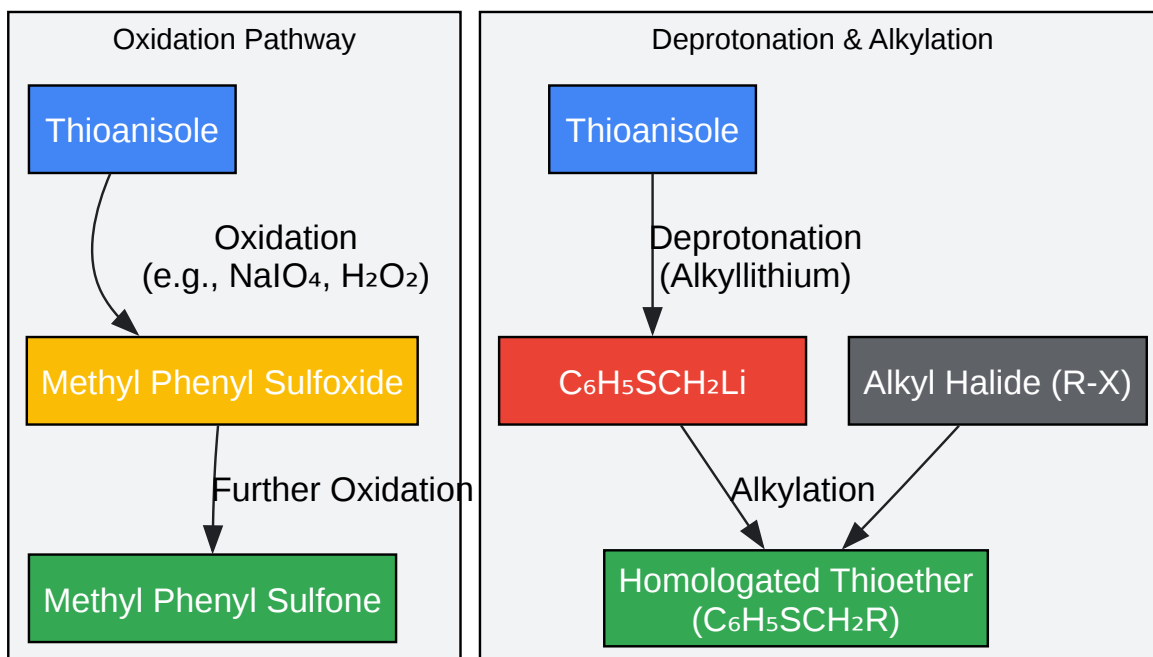 Oxidation Pathway
Thioanisole
Oxidation
(e.g., NaIO₄, H₂O₂)
Methyl Phenyl Sulfoxide
Further Oxidation
Methyl Phenyl Sulfone
Deprotonation & Alkylation
Thioanisole
Deprotonation
(Alkyllithium)
C₆H₅SCH₂Li
Alkyl Halide (R-X)
Alkylation
Homologated Thioether
(C₆H₅SCH₂R)